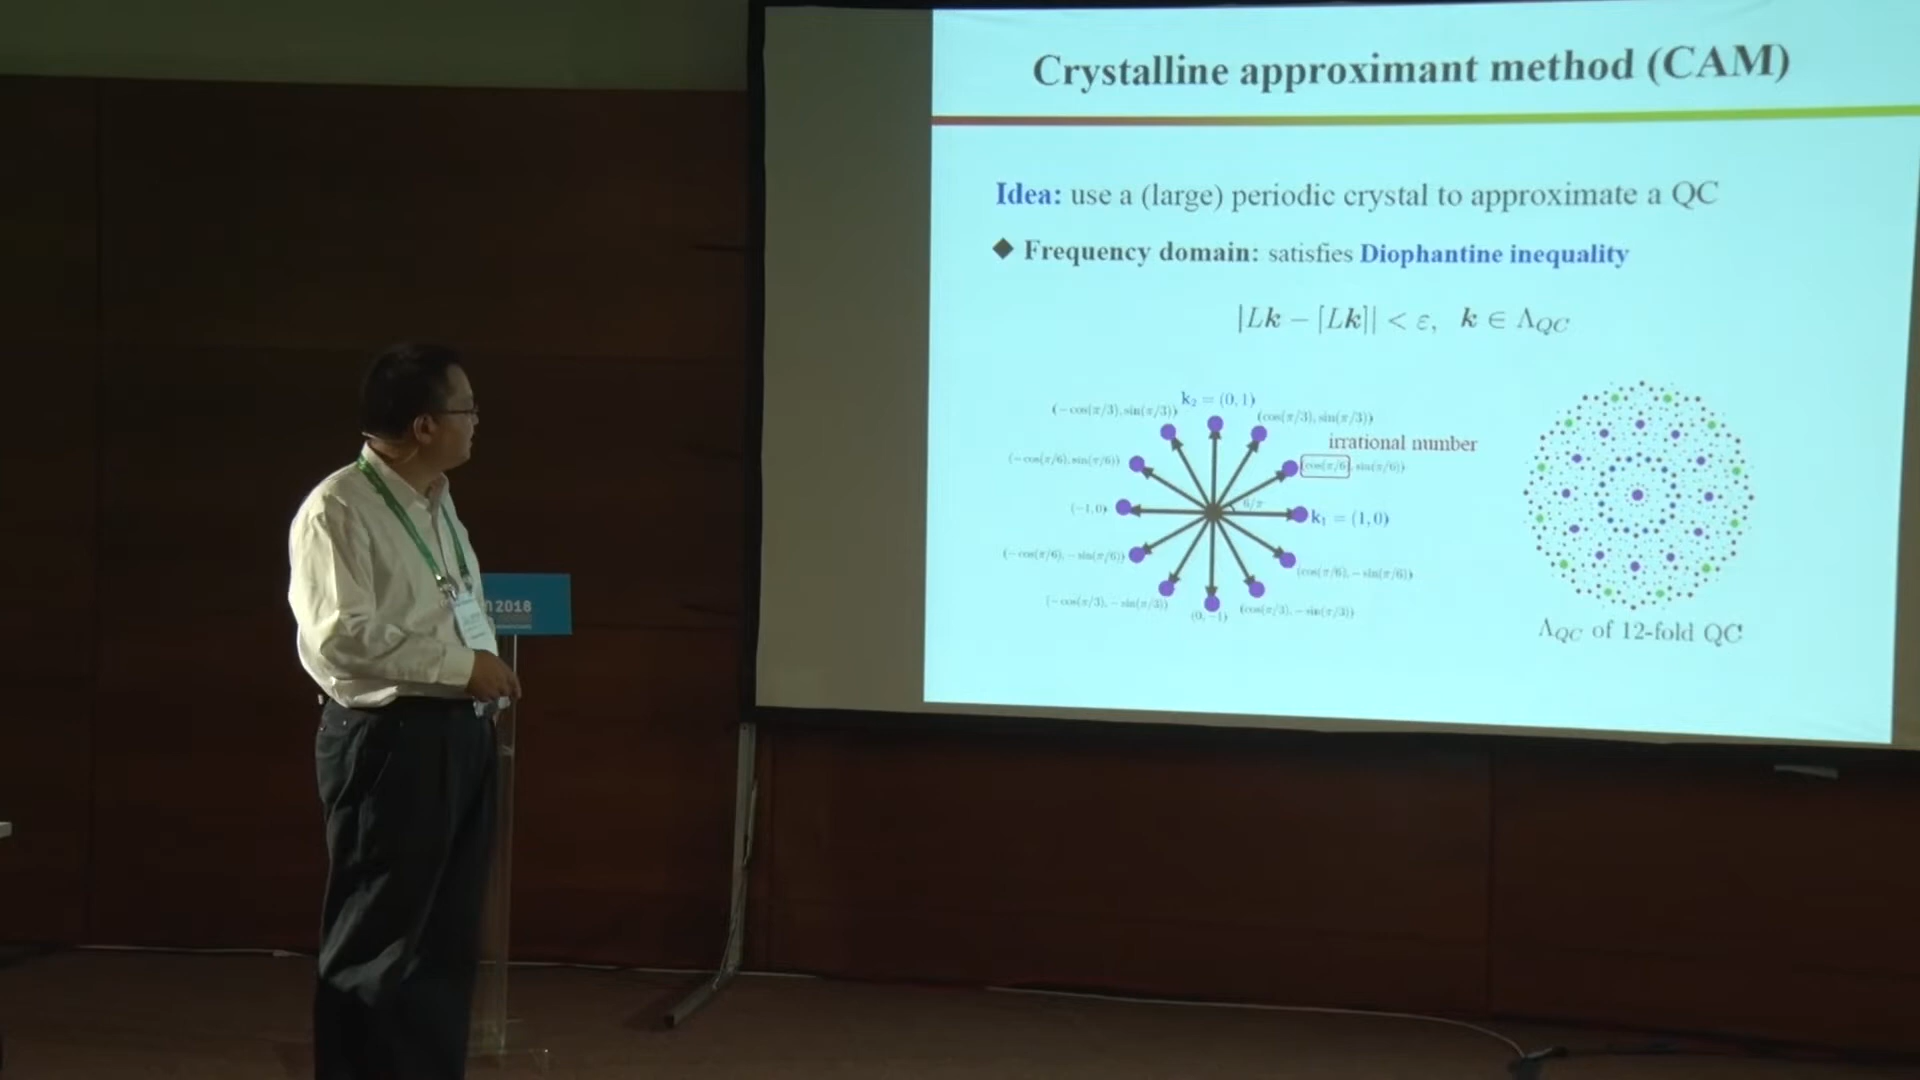 Crystalline approximant method (CAM)
Idea: use a (large) periodic crystal to approximate a QC
◆ Frequency domain: satisfies Diophantine inequality
|Lk − [Lk]| < ε, k ∈ Λ_QC
k₂ = (0, 1)
(−cos(π/3), sin(π/3))
(cos(π/3), sin(π/3))
irrational number
(−cos(π/6), sin(π/6))
(cos(π/6), sin(π/6))
6/π
(−1, 0)
k₁ = (1, 0)
(−cos(π/6), −sin(π/6))
(cos(π/6), −sin(π/6))
(−cos(π/3), −sin(π/3))
(0, −1)
(cos(π/3), −sin(π/3))
Λ_QC of 12-fold QC
2018